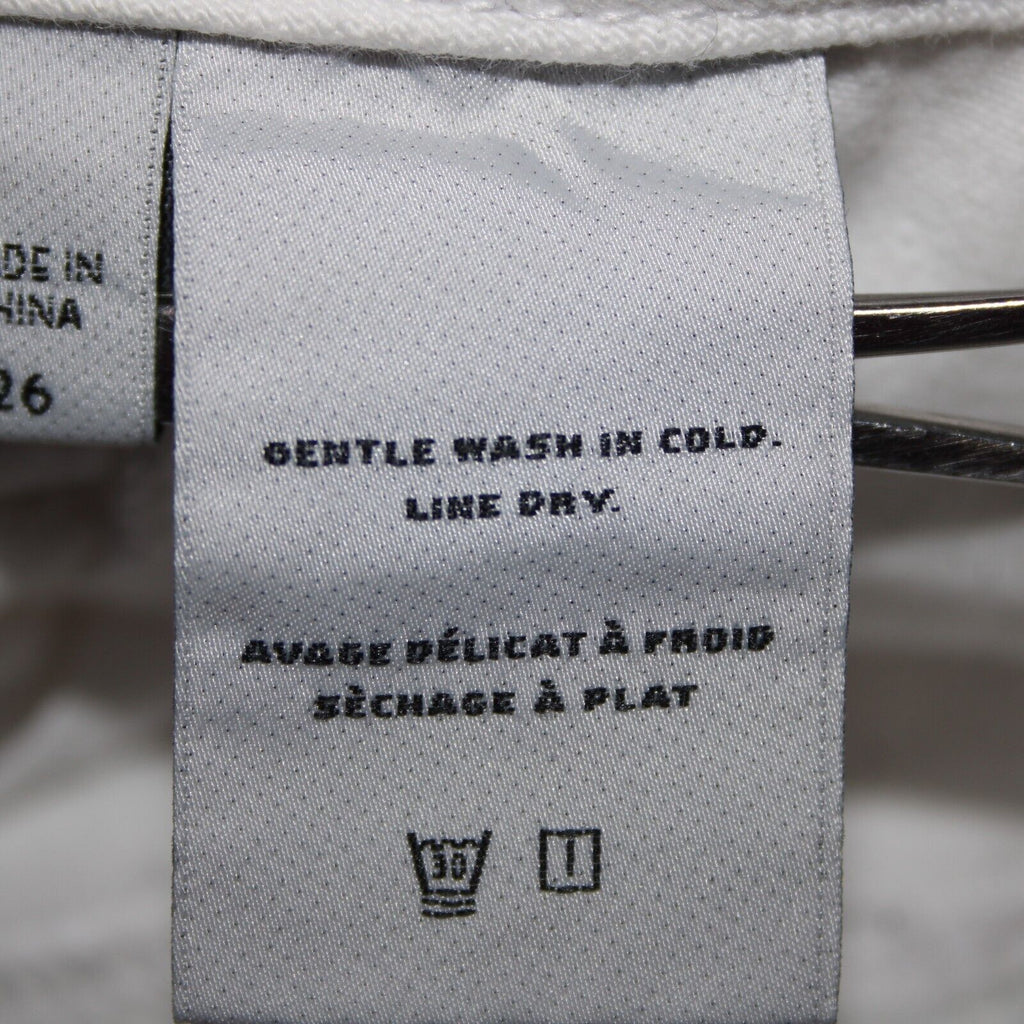 DE IN
HINA
26
GENTLE WASH IN COLD.
LINE DRY.
AVAGE DÉLICAT À FROID
SÈCHAGE À PLAT
30